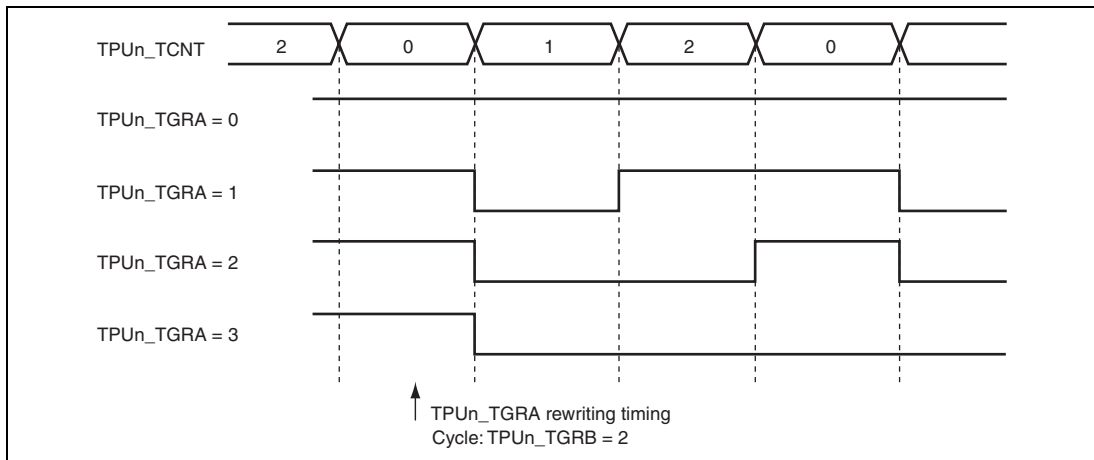 TPUn_TCNT 2 0 1 2 0
TPUn_TGRA = 0
TPUn_TGRA = 1
TPUn_TGRA = 2
TPUn_TGRA = 3
TPUn_TGRA rewriting timing
Cycle: TPUn_TGRB = 2